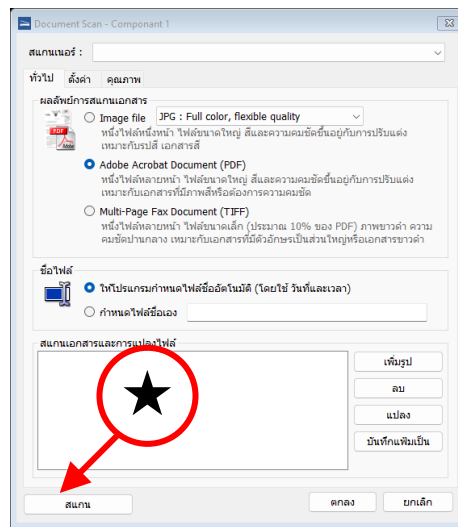 Document Scan - Componant 1
สแกนเนอร์ :
ทั่วไป ตั้งค่า คุณภาพ
ผลลัพย์การสแกนเอกสาร
Image file JPG : Full color, flexible quality
หนึ่งไฟล์หนึ่งหน้า ไฟล์ขนาดใหญ่ สีและความคมชัดขึ้นอยู่กับการปรับแต่ง
เหมาะกับรปสี เอกสารสี
PDF
Adobe Acrobat Document (PDF)
หนึ่งไฟล์หลายหน้า ไฟล์ขนาดใหญ่ สีและความคมชัดขึ้นอยู่กับการปรับแต่ง
เหมาะกับเอกสารที่มีภาพสีหรือต้องการความคมชัด
Multi-Page Fax Document (TIFF)
หนึ่งไฟล์หลายหน้า ไฟล์ขนาดเล็ก (ประมาณ 10% ของ PDF) ภาพขาวดำ ความ
คมชัดปานกลาง เหมาะกับเอกสารที่มีตัวอักษรเป็นส่วนใหญ่หรือเอกสารขาวดำ
ชื่อไฟล์
ให้โปรแกรมกำหนดไฟล์ชื่ออัตโนมัติ (โดยใช้ วันที่และเวลา)
กำหนดไฟล์ชื่อเอง
สแกนเอกสารและการแปลงไฟล์
เพิ่มรูป
ลบ
แปลง
บันทึกแฟ้มเป็น
สแกน ตกลง ยกเลิก